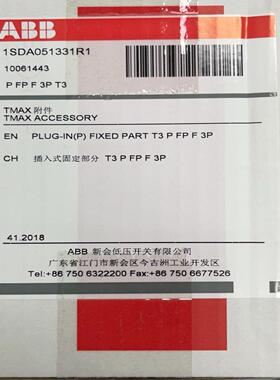 ABB
1SDA051331R1
10061443
P FP F 3P T3
TMAX 附件
TMAX ACCESSORY
EN PLUG-IN(P) FIXED PART T3 P FP F 3P
CH 插入式固定部分 T3 P FP F 3P
41.2018
ABB 新会低压开关有限公司
广东省江门市新会区今古洲工业开发区
Tel:+86 750 6322200 Fax:+86 750 6677526